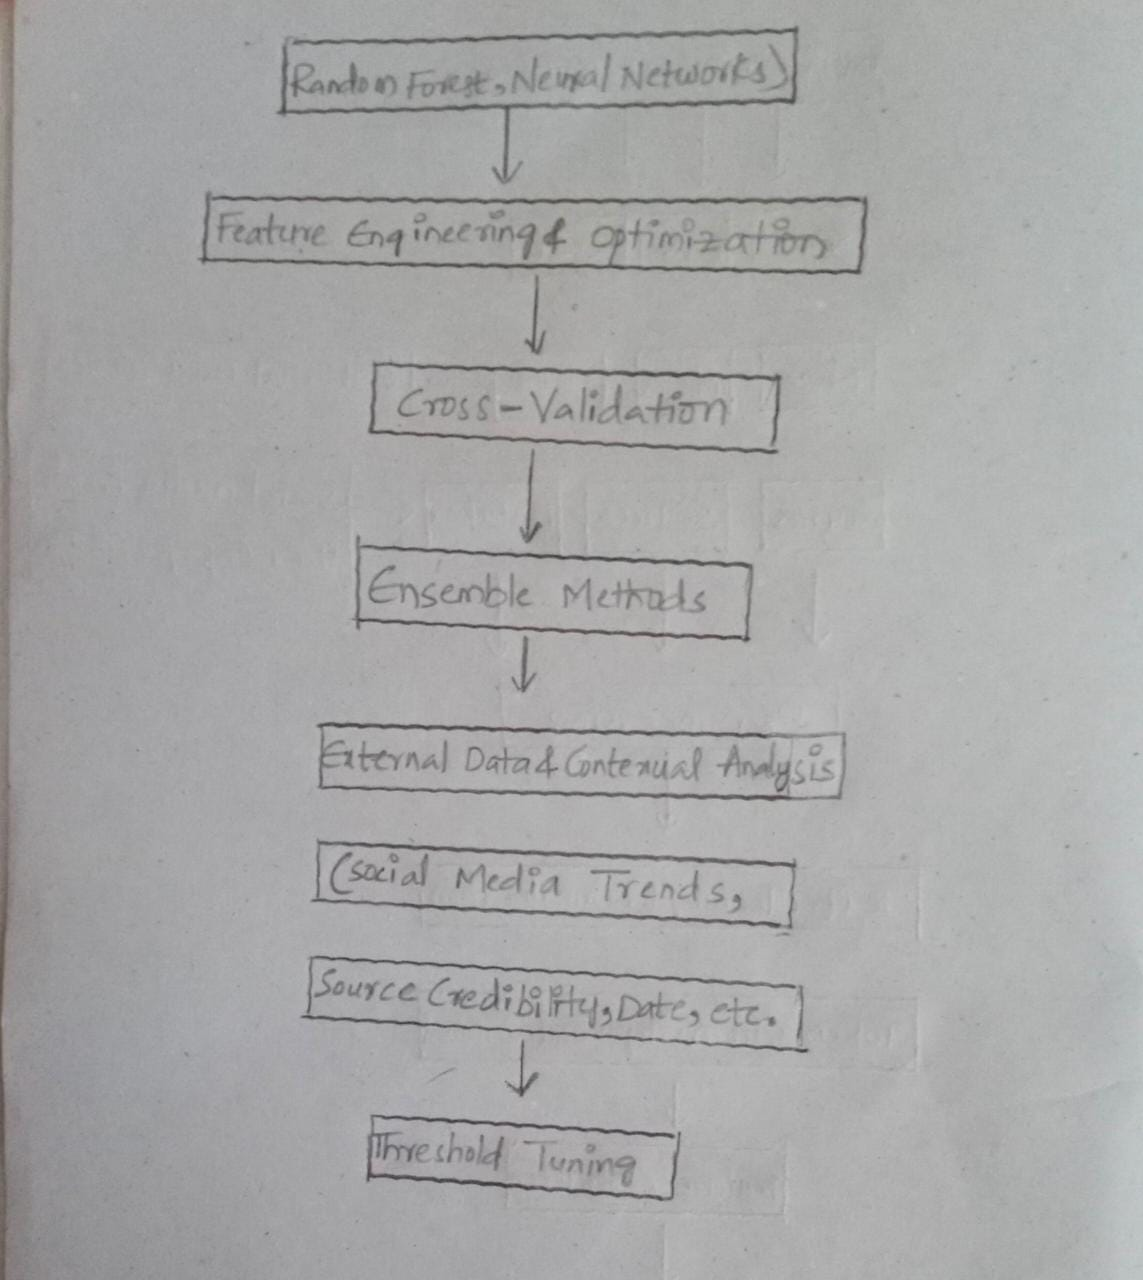 Random Forest, Neural Networks)
Feature Engineering & Optimization
Cross-Validation
Ensemble Methods
External Data & Contexual Analysis
(Social Media Trends,
Source Credibility, Date, etc.
Threshold Tuning